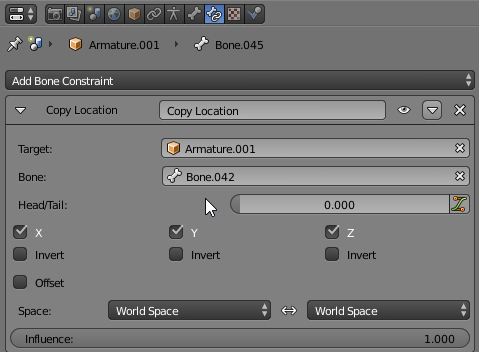 Armature.001 Bone.045
Add Bone Constraint
Copy Location Copy Location
Target: Armature.001
Bone: Bone.042
Head/Tail: 0.000
X Y Z
Invert Invert Invert
Offset
Space: World Space World Space
Influence: 1.000